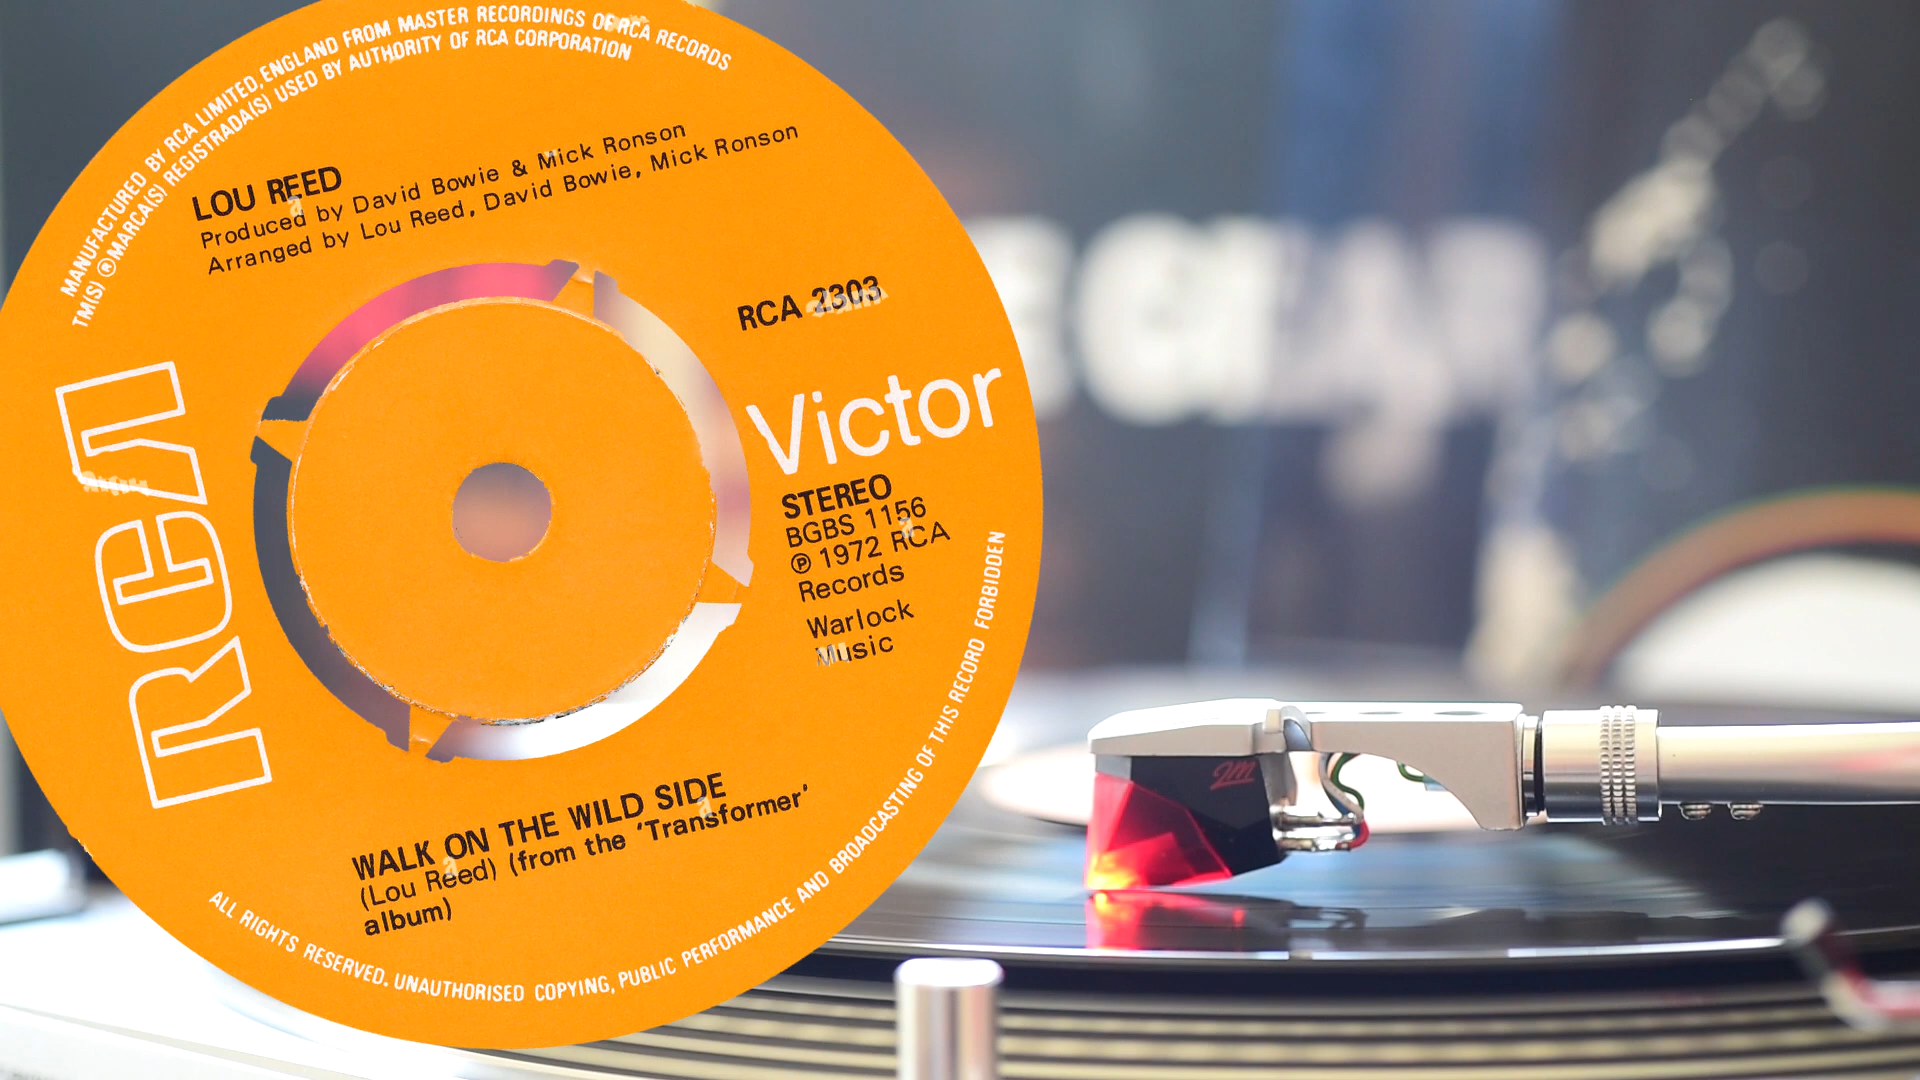 MANUFACTURED BY RCA LIMITED, ENGLAND FROM MASTER RECORDINGS OF RCA RECORDS
TM(S) ® MARCA(S) REGISTRADA(S) USED BY AUTHORITY OF RCA CORPORATION
LOU REED
Produced by David Bowie & Mick Ronson
Arranged by Lou Reed, David Bowie, Mick Ronson
RCA 2303
RCA
Victor
STEREO
BGBS 1156
Ⓟ 1972 RCA
Records
Warlock
Music
WALK ON THE WILD SIDE
(Lou Reed) (from the 'Transformer'
album)
ALL RIGHTS RESERVED. UNAUTHORISED COPYING, PUBLIC PERFORMANCE AND BROADCASTING OF THIS RECORD FORBIDDEN
2M